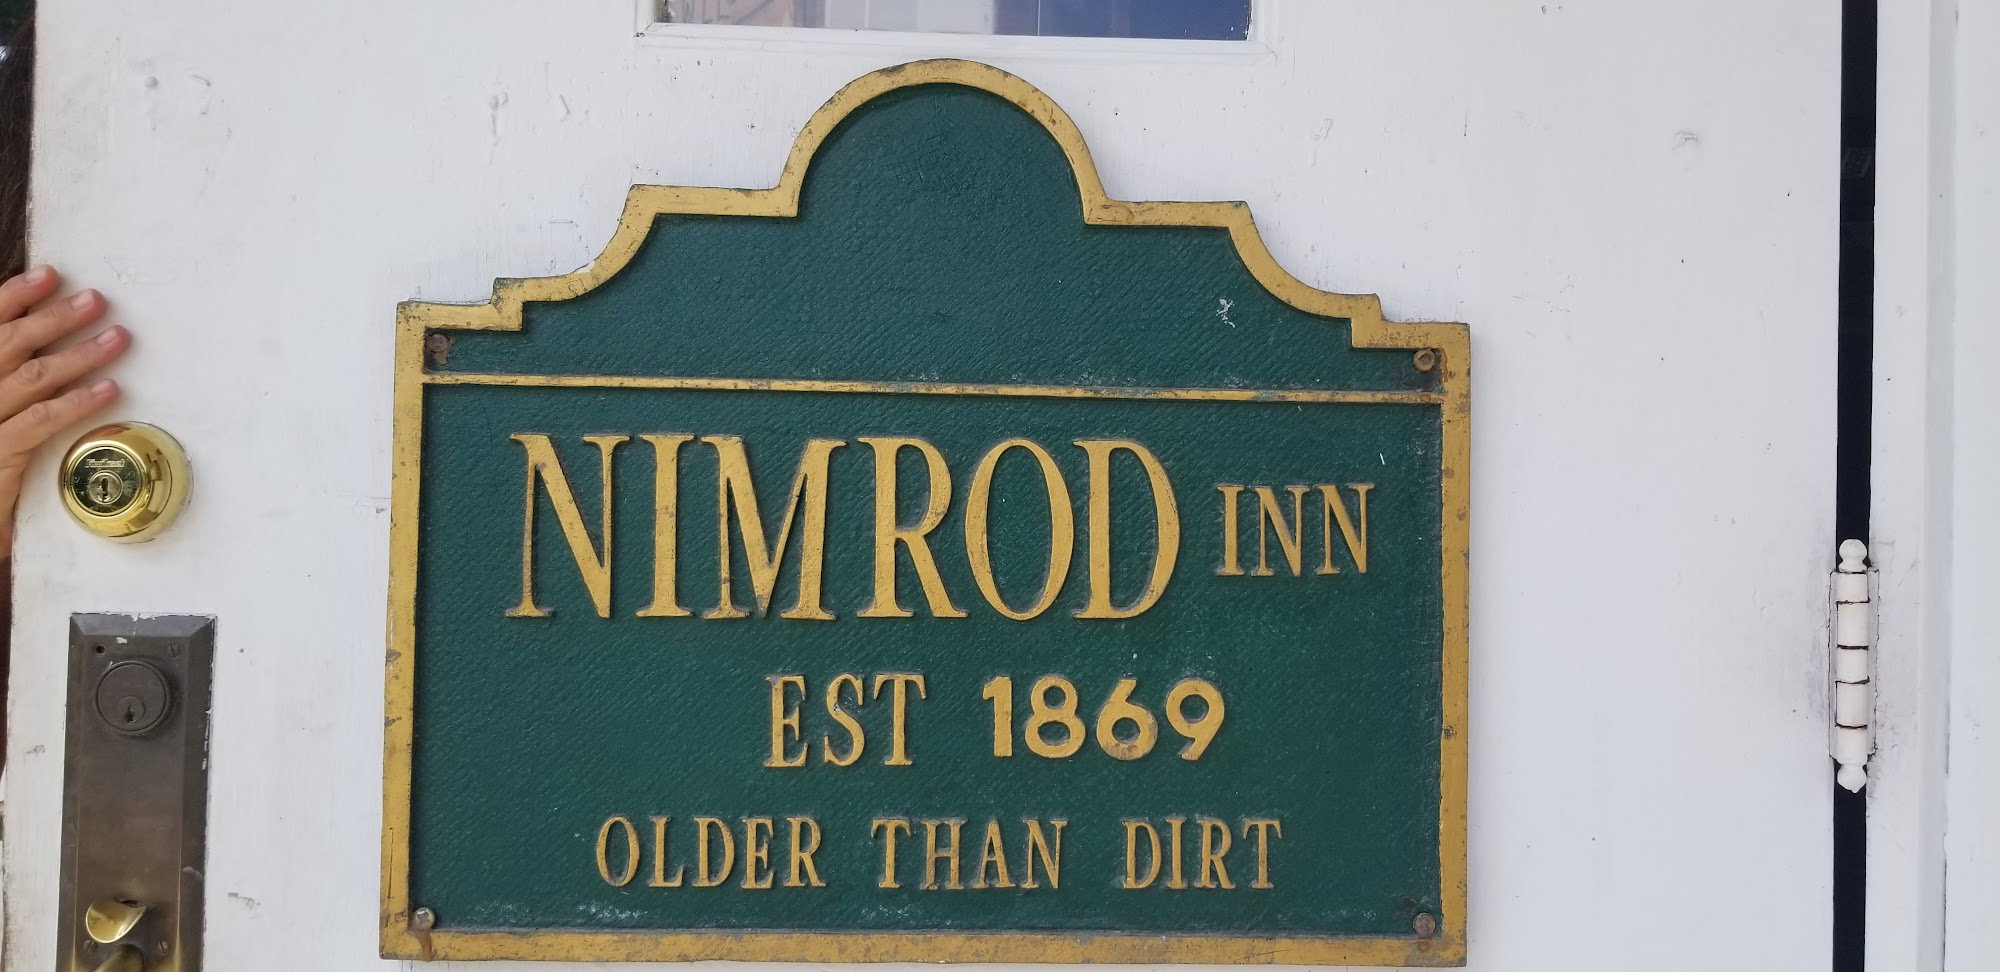 NIMROD INN
EST 1869
OLDER THAN DIRT